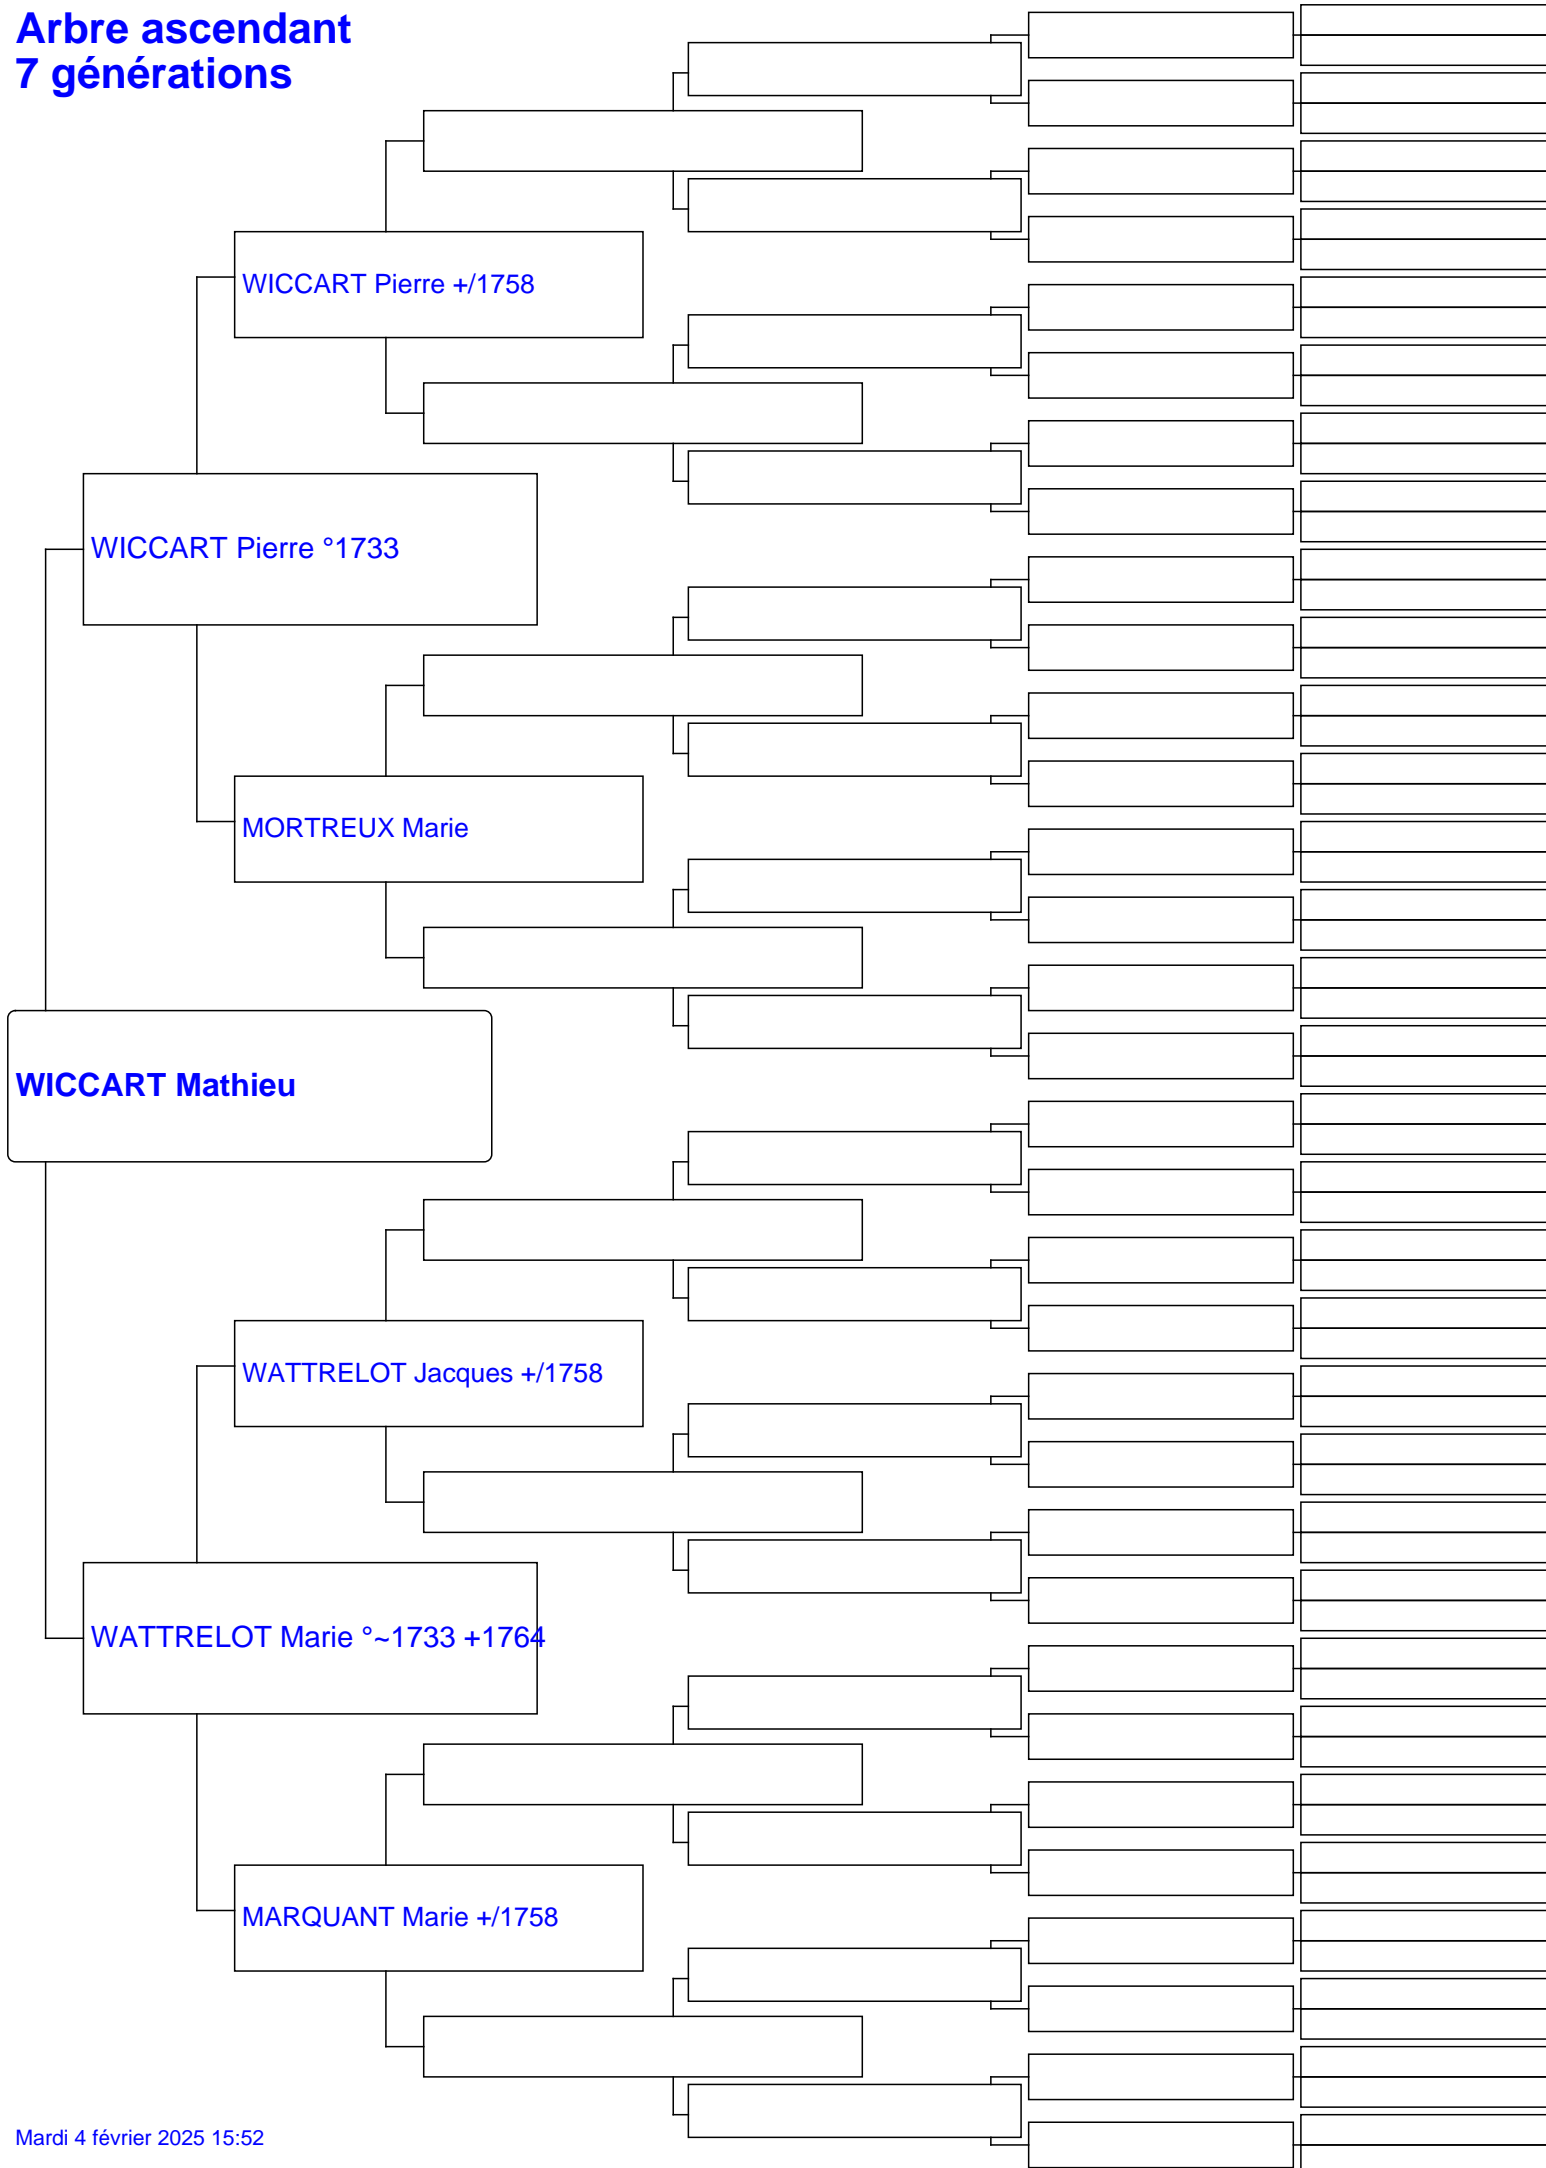 Arbre ascendant
7 générations
WICCART Pierre +/1758
WICCART Pierre °1733
MORTREUX Marie
WICCART Mathieu
WATTRELOT Jacques +/1758
WATTRELOT Marie °~1733 +1764
MARQUANT Marie +/1758
Mardi 4 février 2025 15:52